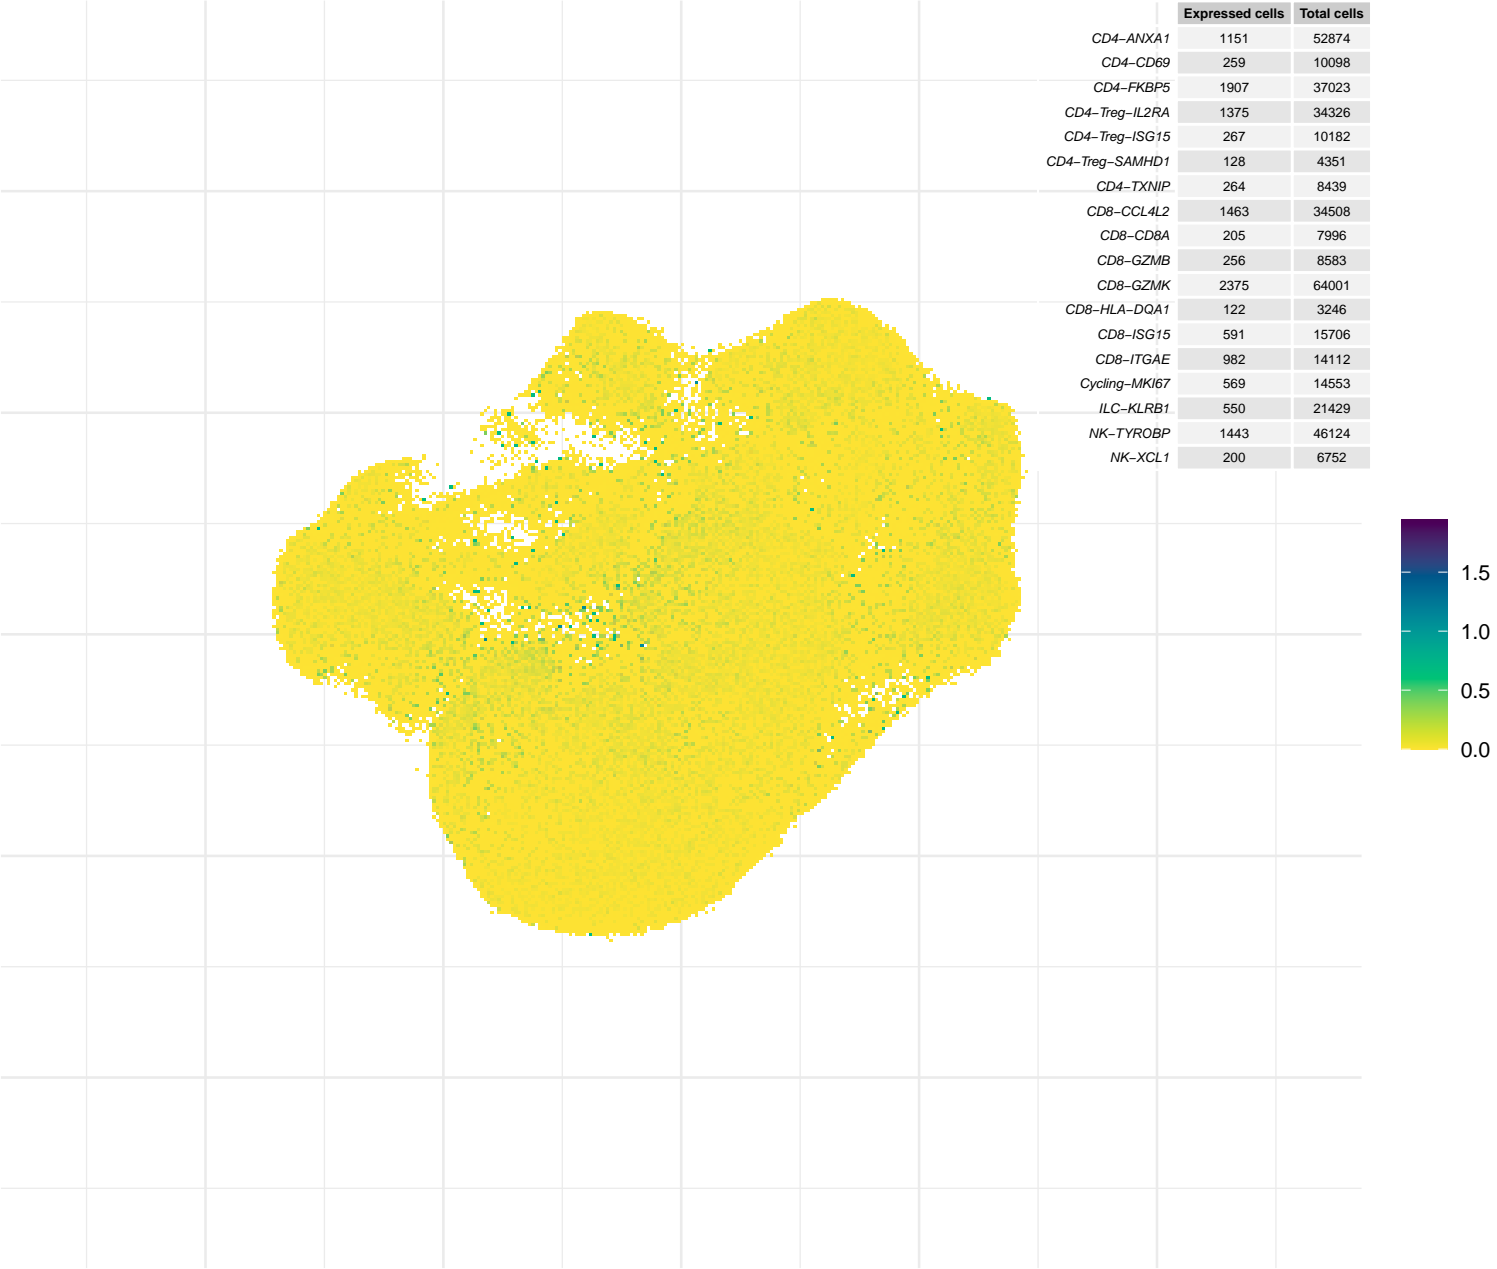 Expressed cells Total cells
CD4−ANXA1 1151 52874
CD4−CD69 259 10098
CD4−FKBP5 1907 37023
CD4−Treg−IL2RA 1375 34326
CD4−Treg−ISG15 267 10182
CD4−Treg−SAMHD1 128 4351
CD4−TXNIP 264 8439
CD8−CCL4L2 1463 34508
CD8−CD8A 205 7996
CD8−GZMB 256 8583
CD8−GZMK 2375 64001
CD8−HLA−DQA1 122 3246
CD8−ISG15 591 15706
CD8−ITGAE 982 14112
Cycling−MKI67 569 14553
ILC−KLRB1 550 21429
NK−TYROBP 1443 46124
NK−XCL1 200 6752
1.5
1.0
0.5
0.0